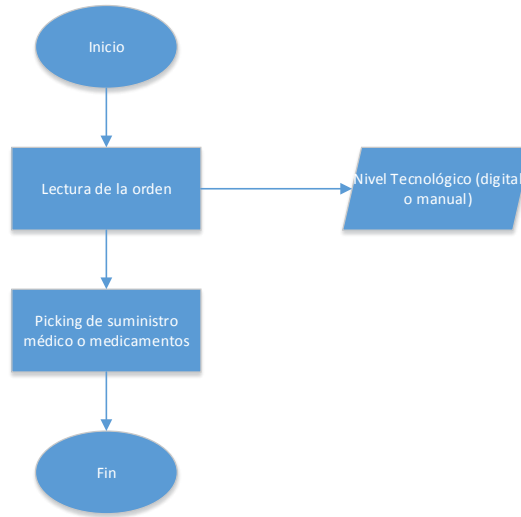 Inicio
Lectura de la orden
Nivel Tecnológico (digital
o manual)
Picking de suministro
médico o medicamentos
Fin